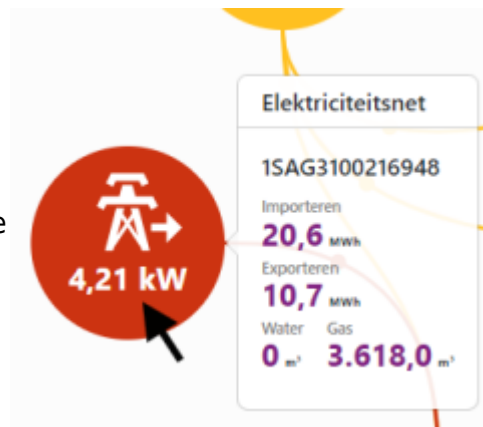 Elektriciteitsnet
1SAG3100216948
Importeren
20,6 MWh
Exporteren
10,7 MWh
Water Gas
0 m³ 3.618,0 m³
4,21 kW
e